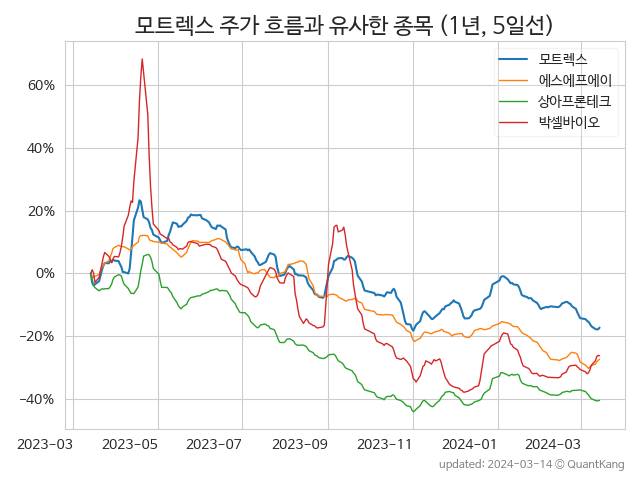 모트렉스 주가 흐름과 유사한 종목 (1년, 5일선)
모트렉스
에스에프에이
상아프론테크
박셀바이오
60%
40%
20%
0%
−20%
−40%
2023-03 2023-05 2023-07 2023-09 2023-11 2024-01 2024-03
updated: 2024-03-14 © QuantKang